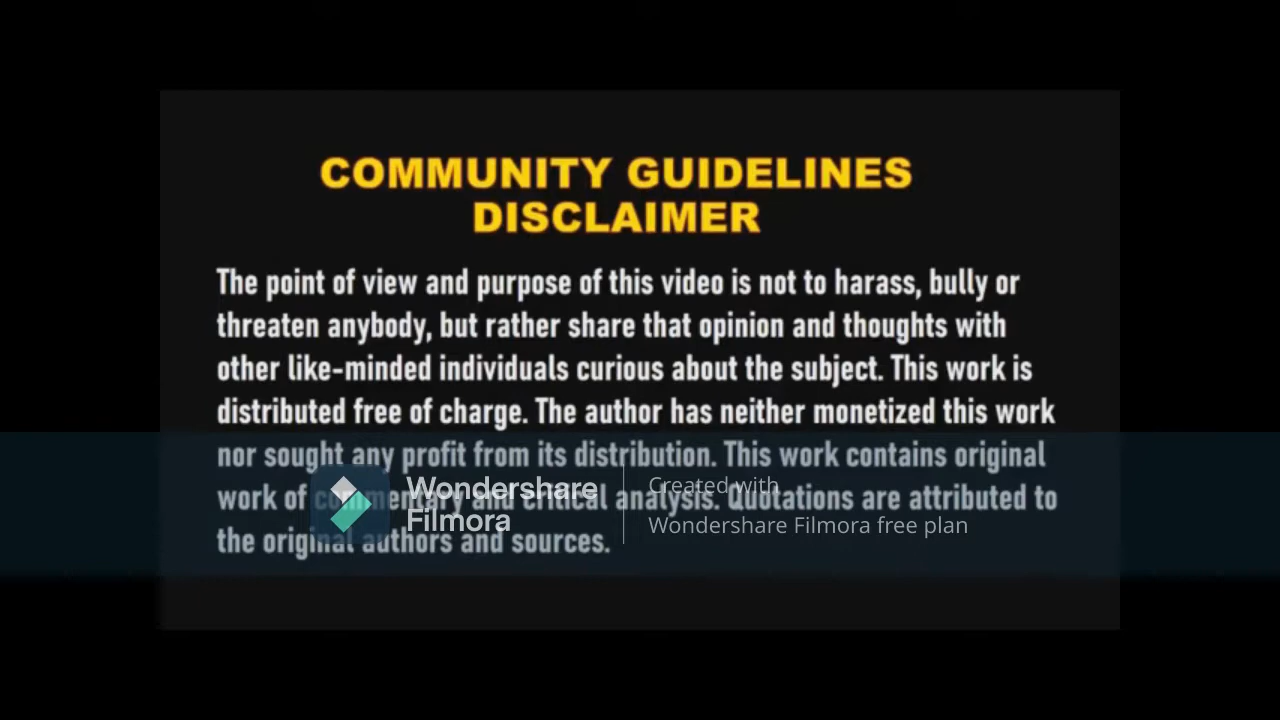 COMMUNITY GUIDELINES
DISCLAIMER
The point of view and purpose of this video is not to harass, bully or
threaten anybody, but rather share that opinion and thoughts with
other like-minded individuals curious about the subject. This work is
distributed free of charge. The author has neither monetized this work
nor sought any profit from its distribution. This work contains original
work of commentary and critical analysis. Quotations are attributed to
the original authors and sources.
Wondershare
Filmora
Created with
Wondershare Filmora free plan